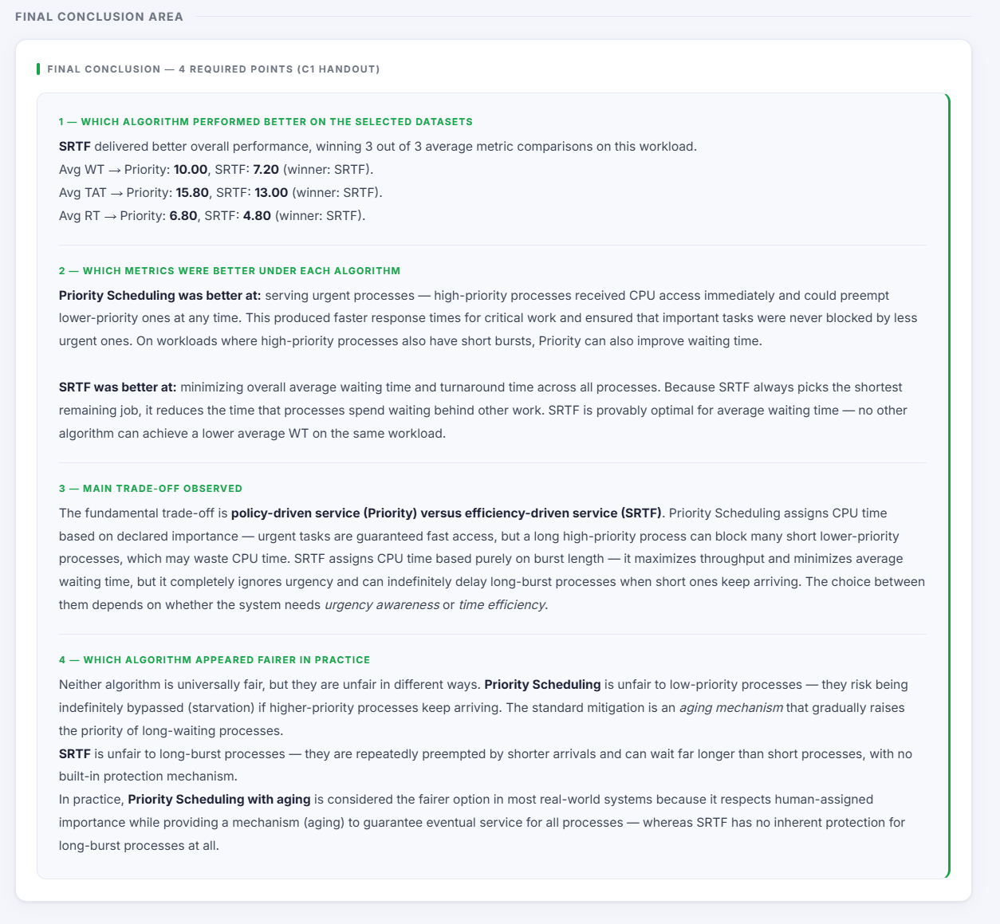 FINAL CONCLUSION AREA
FINAL CONCLUSION — 4 REQUIRED POINTS (C1 HANDOUT)
1 — WHICH ALGORITHM PERFORMED BETTER ON THE SELECTED DATASETS
SRTF delivered better overall performance, winning 3 out of 3 average metric comparisons on this workload.
Avg WT → Priority: 10.00, SRTF: 7.20 (winner: SRTF).
Avg TAT → Priority: 15.80, SRTF: 13.00 (winner: SRTF).
Avg RT → Priority: 6.80, SRTF: 4.80 (winner: SRTF).
2 — WHICH METRICS WERE BETTER UNDER EACH ALGORITHM
Priority Scheduling was better at: serving urgent processes — high-priority processes received CPU access immediately and could preempt
lower-priority ones at any time. This produced faster response times for critical work and ensured that important tasks were never blocked by less
urgent ones. On workloads where high-priority processes also have short bursts, Priority can also improve waiting time.
SRTF was better at: minimizing overall average waiting time and turnaround time across all processes. Because SRTF always picks the shortest
remaining job, it reduces the time that processes spend waiting behind other work. SRTF is provably optimal for average waiting time — no other
algorithm can achieve a lower average WT on the same workload.
3 — MAIN TRADE-OFF OBSERVED
The fundamental trade-off is policy-driven service (Priority) versus efficiency-driven service (SRTF). Priority Scheduling assigns CPU time
based on declared importance — urgent tasks are guaranteed fast access, but a long high-priority process can block many short lower-priority
processes, which may waste CPU time. SRTF assigns CPU time based purely on burst length — it maximizes throughput and minimizes average
waiting time, but it completely ignores urgency and can indefinitely delay long-burst processes when short ones keep arriving. The choice between
them depends on whether the system needs urgency awareness or time efficiency.
4 — WHICH ALGORITHM APPEARED FAIRER IN PRACTICE
Neither algorithm is universally fair, but they are unfair in different ways. Priority Scheduling is unfair to low-priority processes — they risk being
indefinitely bypassed (starvation) if higher-priority processes keep arriving. The standard mitigation is an aging mechanism that gradually raises
the priority of long-waiting processes.
SRTF is unfair to long-burst processes — they are repeatedly preempted by shorter arrivals and can wait far longer than short processes, with no
built-in protection mechanism.
In practice, Priority Scheduling with aging is considered the fairer option in most real-world systems because it respects human-assigned
importance while providing a mechanism (aging) to guarantee eventual service for all processes — whereas SRTF has no inherent protection for
long-burst processes at all.